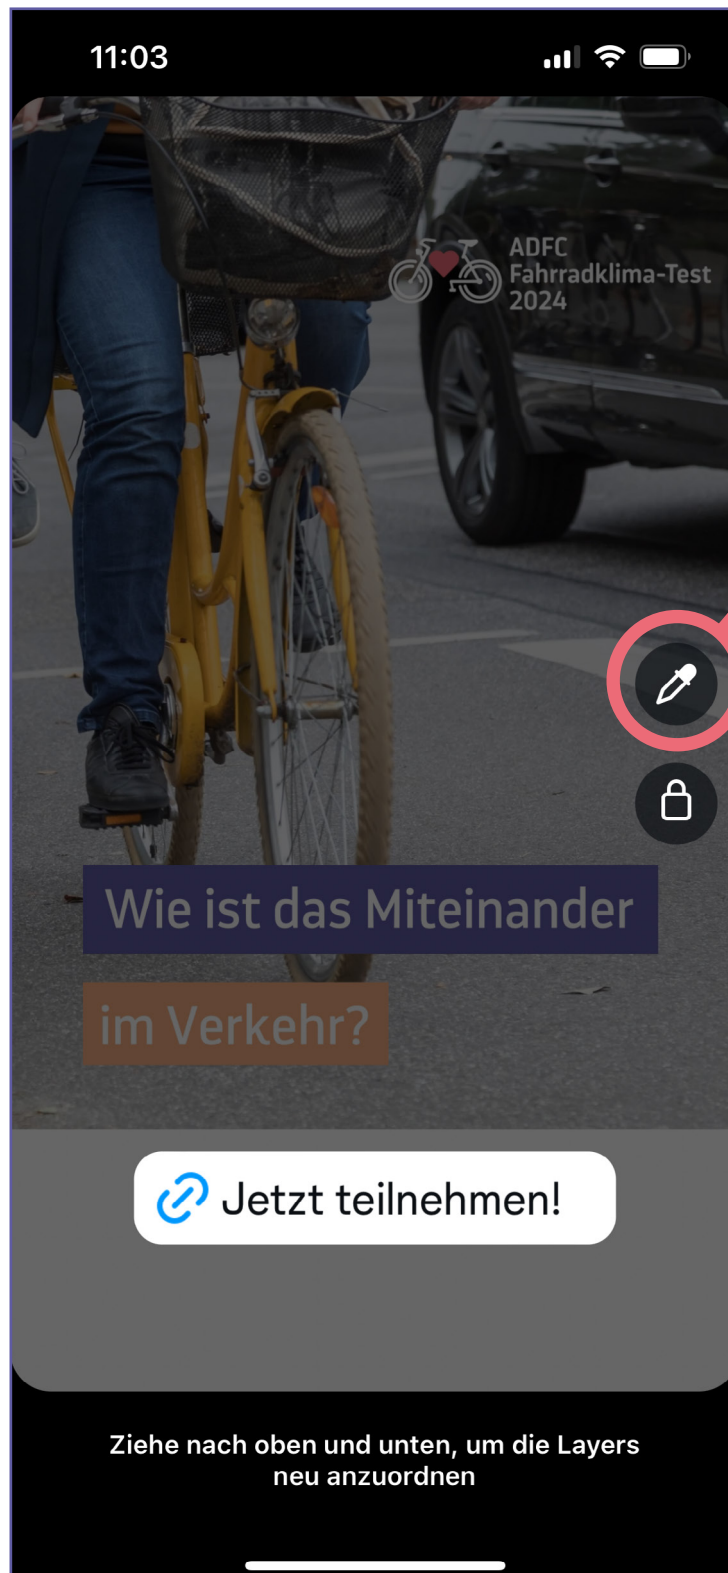 11:03
ADFC
Fahrradklima-Test
2024
Wie ist das Miteinander
im Verkehr?
Jetzt teilnehmen!
Ziehe nach oben und unten, um die Layers
neu anzuordnen